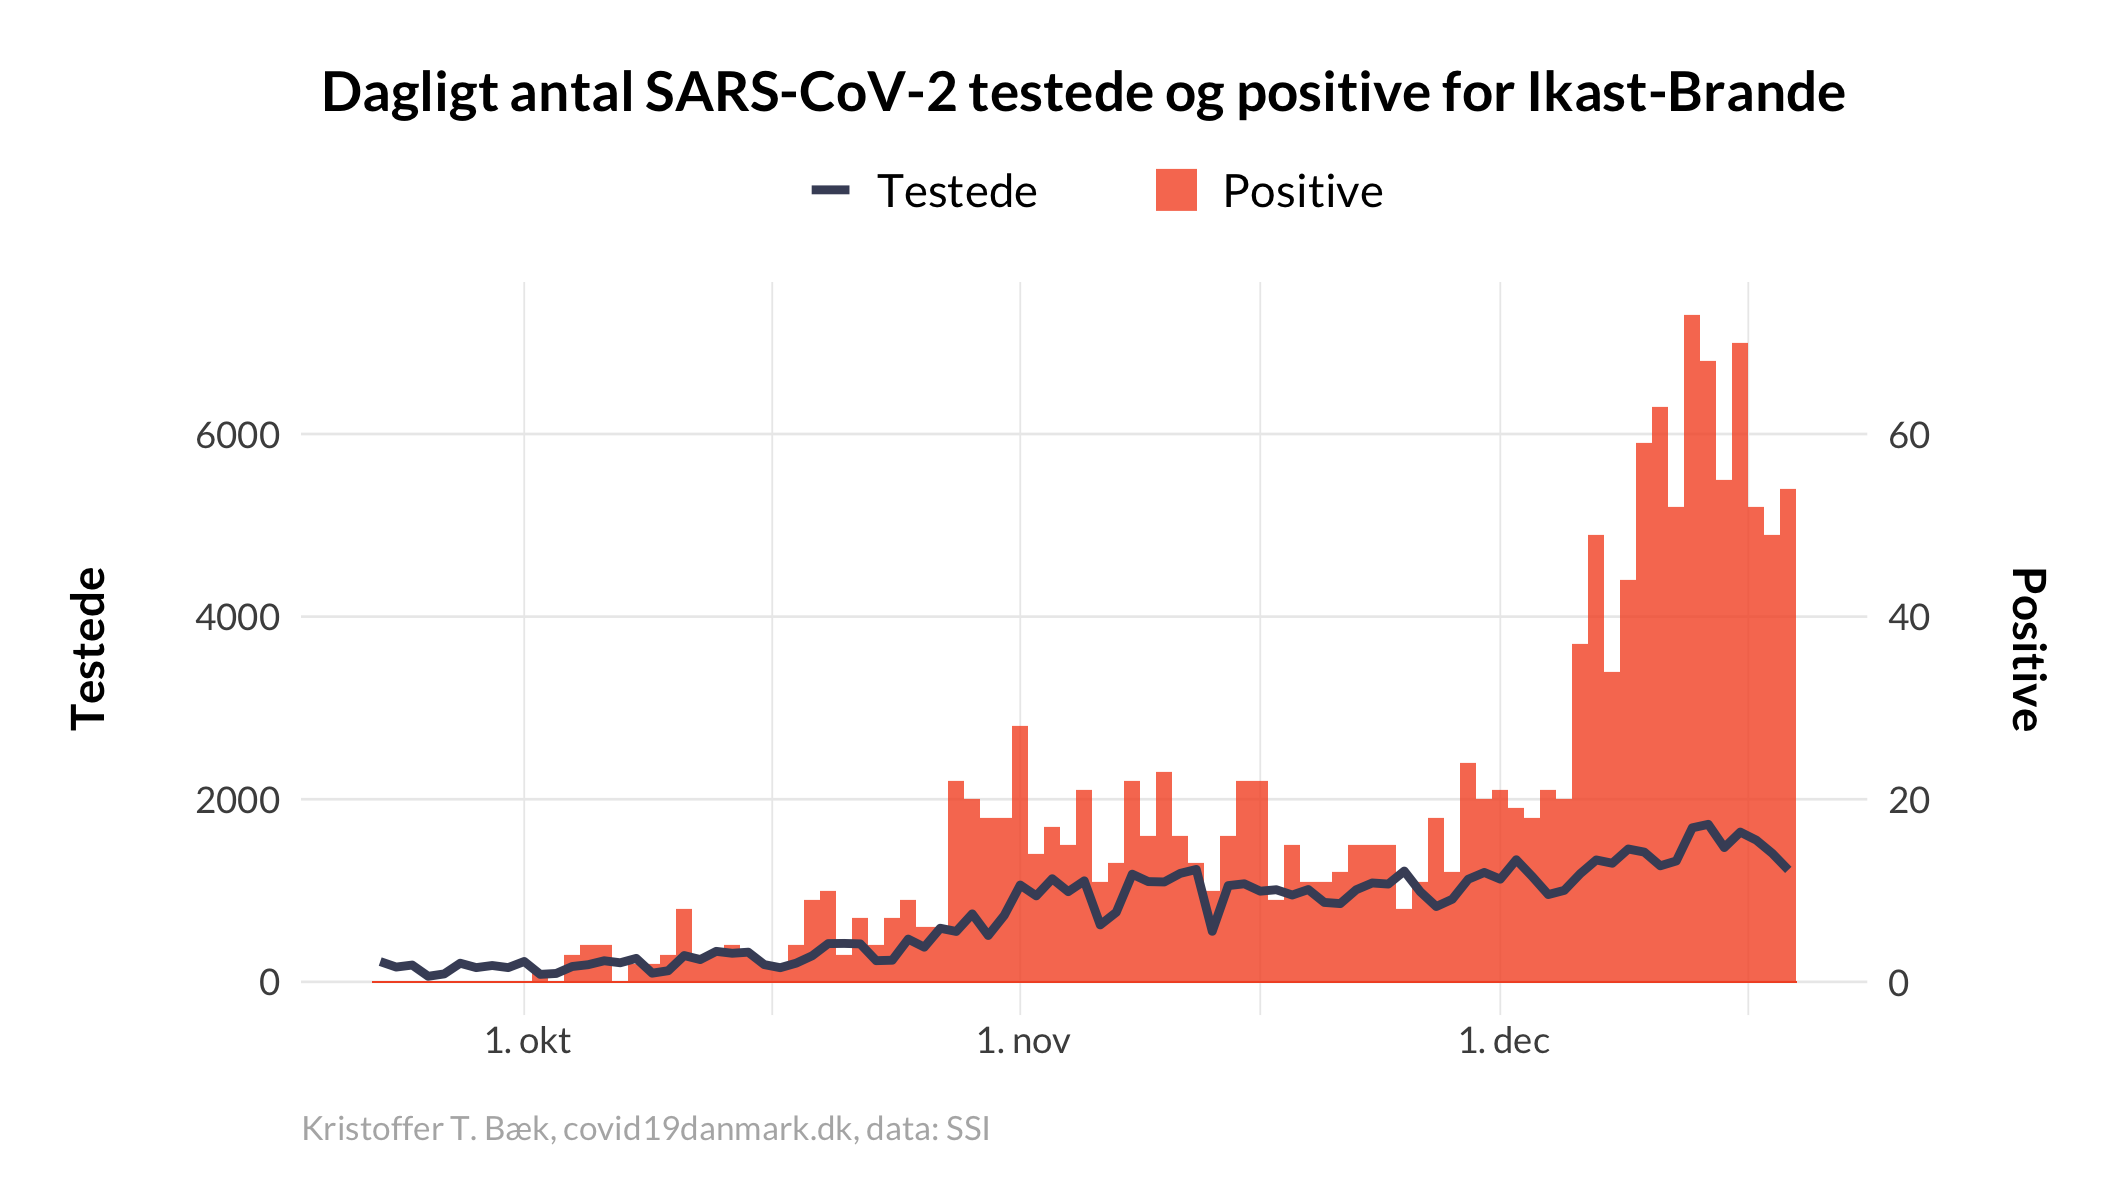 Dagligt antal SARS-CoV-2 testede og positive for Ikast-Brande
Testede
Positive
Testede
6000
4000
2000
0
60
40
20
0
Positive
1. okt
1. nov
1. dec
Kristoffer T. Bæk, covid19danmark.dk, data: SSI